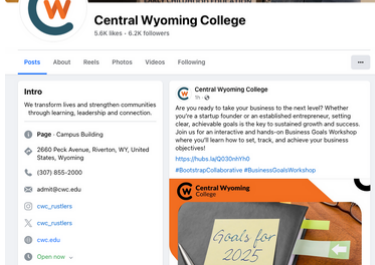 Central Wyoming College
5.6K likes • 6.2K followers
Posts About Reels Photos Videos Following
Intro
We transform lives and strengthen communities
through learning, leadership and connection.
Page · Campus Building
2660 Peck Avenue, Riverton, WY, United
States, Wyoming
(307) 855-2000
admit@cwc.edu
cwc_rustlers
cwc_rustlers
cwc.edu
Open now
Central Wyoming College
Are you ready to take your business to the next level? Whether
you're a startup founder or an established entrepreneur, setting
clear, achievable goals is the key to sustained growth and success.
Join us for an interactive and hands-on Business Goals Workshop
where you'll learn how to set, track, and achieve your business
objectives!
#BootstrapCollaborative #BusinessGoalsWorkshop
Central Wyoming
College
Goals for
2025